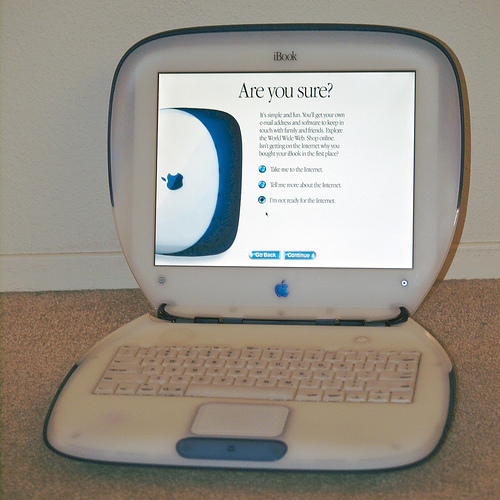 iBook
Are you sure?
It's simple and fun. You'll get your own
e-mail address and software to keep in
touch with family and friends. Explore
the World Wide Web. Shop online.
Isn't getting on the Internet why you
bought your iBook in the first place?
Take me to the Internet.
Tell me more about the Internet.
I'm not ready for the Internet.
Go Back
Continue